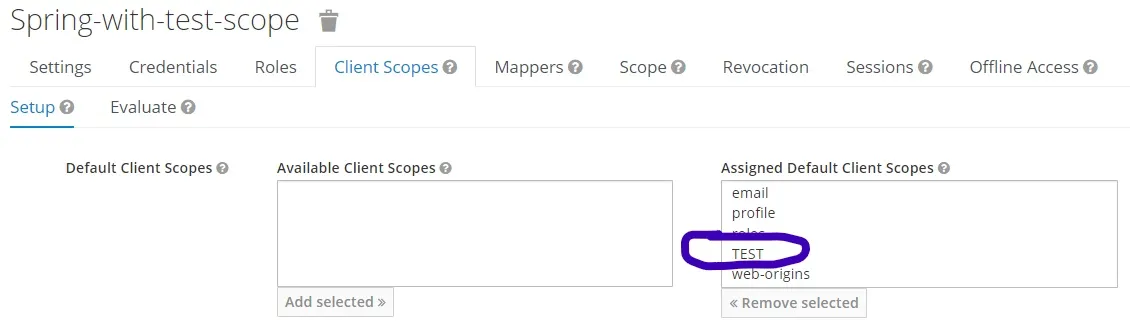 Spring-with-test-scope
Settings Credentials Roles Client Scopes Mappers Scope Revocation Sessions Offline Access
Setup Evaluate
Default Client Scopes Available Client Scopes Assigned Default Client Scopes
email
profile
roles
TEST
web-origins
Add selected » « Remove selected